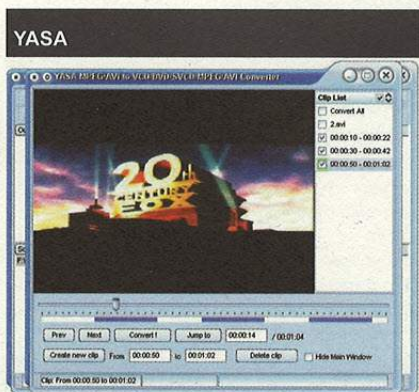 YASA
YASA MPEG/AVI to VCD/DVD/SVCD/MPEG/AVI Converter
Clip List
Convert All
2.avi
00:00:10 - 00:00:22
00:00:30 - 00:00:42
00:00:50 - 00:01:02
20th
CENTURY
FOX
Prev Next Convert ! Jump to 00:00:14 / 00:01:04
Create new clip From 00:00:50 to 00:01:02 Delete clip Hide Main Window
Clip: From 00:00:50 to 00:01:02